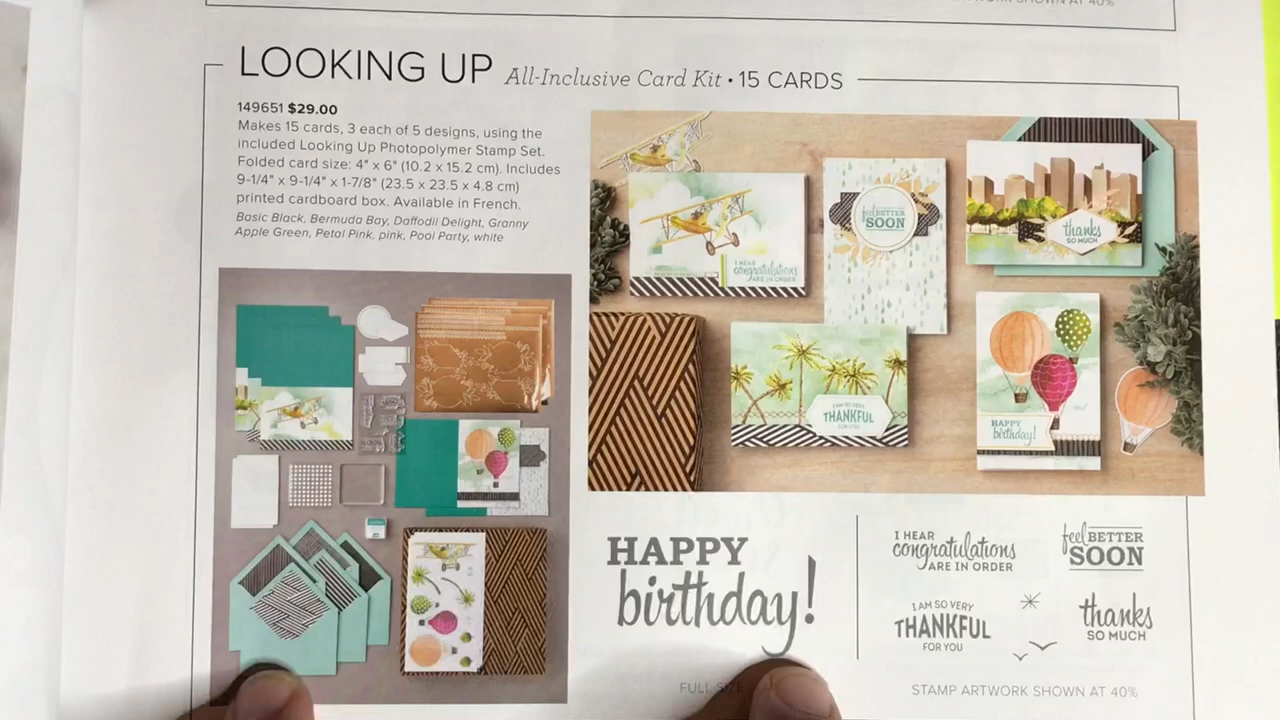 ARTWORK SHOWN AT 40%
LOOKING UP All-Inclusive Card Kit • 15 CARDS
149651 $29.00
Makes 15 cards, 3 each of 5 designs, using the
included Looking Up Photopolymer Stamp Set.
Folded card size: 4" x 6" (10.2 x 15.2 cm). Includes
9-1/4" x 9-1/4" x 1-7/8" (23.5 x 23.5 x 4.8 cm)
printed cardboard box. Available in French.
Basic Black, Bermuda Bay, Daffodil Delight, Granny
Apple Green, Petal Pink, pink, Pool Party, white
I HEAR
congratulations
ARE IN ORDER
feel BETTER
SOON
thanks
SO MUCH
I AM SO VERY
THANKFUL
FOR YOU
HAPPY
birthday!
HAPPY
birthday!
FULL SIZE
I HEAR
congratulations
ARE IN ORDER
feel BETTER
SOON
I AM SO VERY
THANKFUL
FOR YOU
thanks
SO MUCH
STAMP ARTWORK SHOWN AT 40%